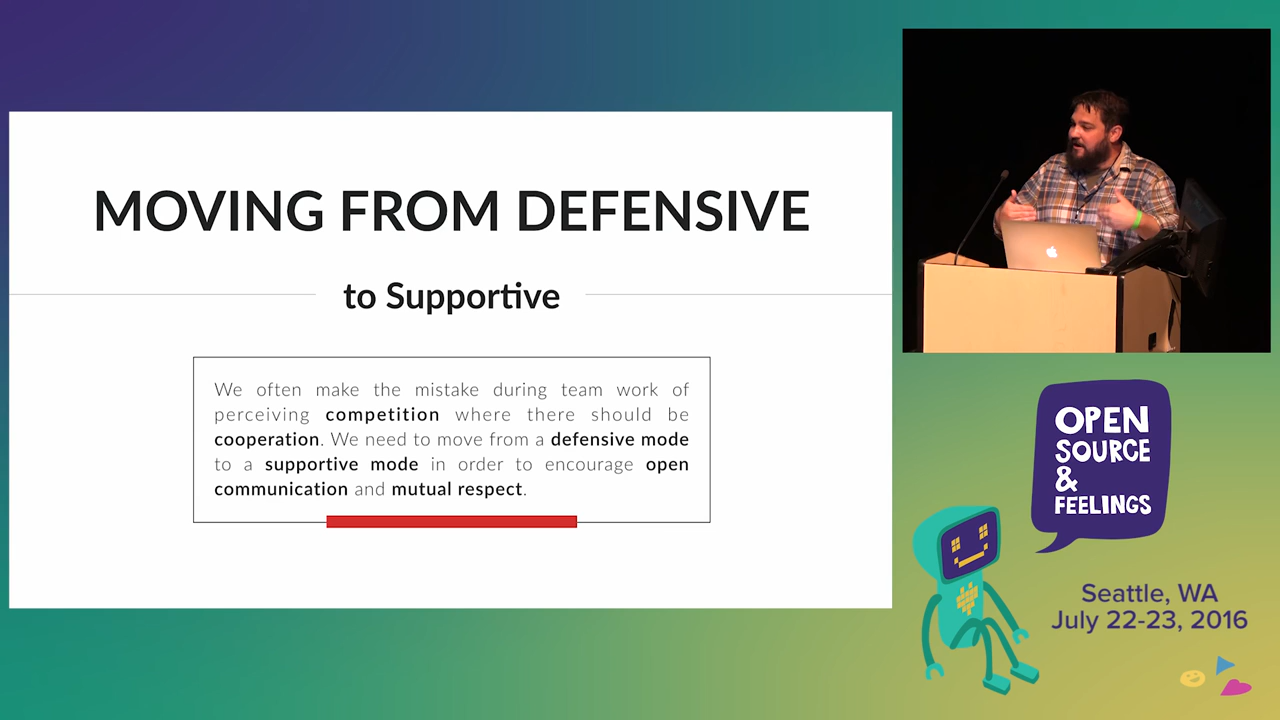 MOVING FROM DEFENSIVE
to Supportive
We often make the mistake during team work of
perceiving competition where there should be
cooperation. We need to move from a defensive mode
to a supportive mode in order to encourage open
communication and mutual respect.
OPEN
SOURCE
&
FEELINGS
Seattle, WA
July 22-23, 2016